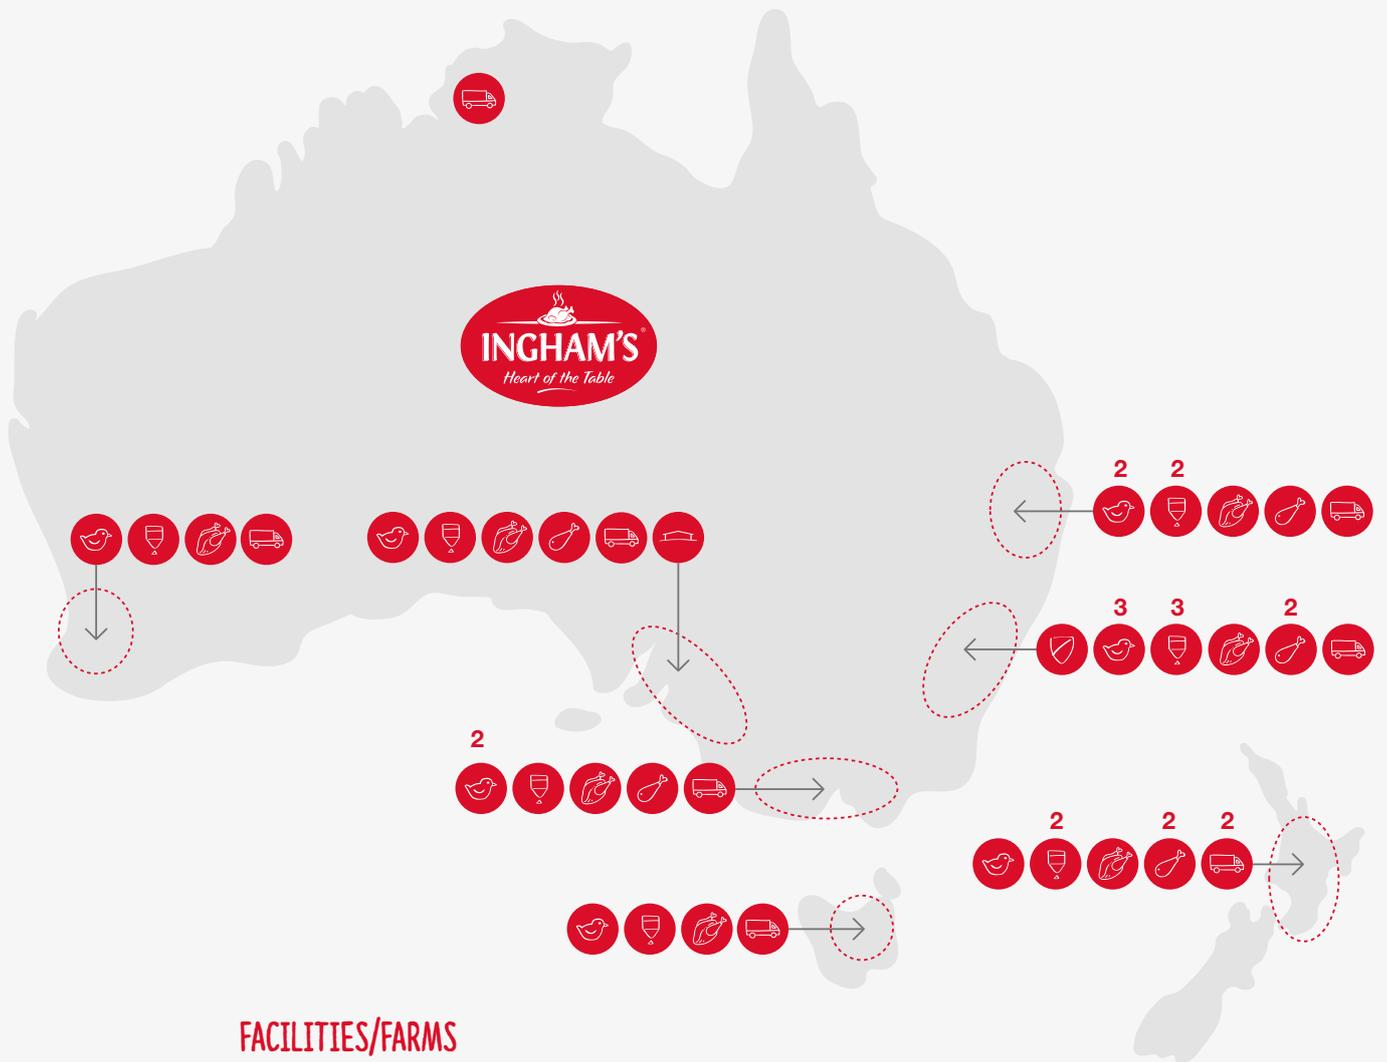 INGHAM'S®
Heart of the Table
2 2
3 3 2
2
2 2 2
FACILITIES/FARMS